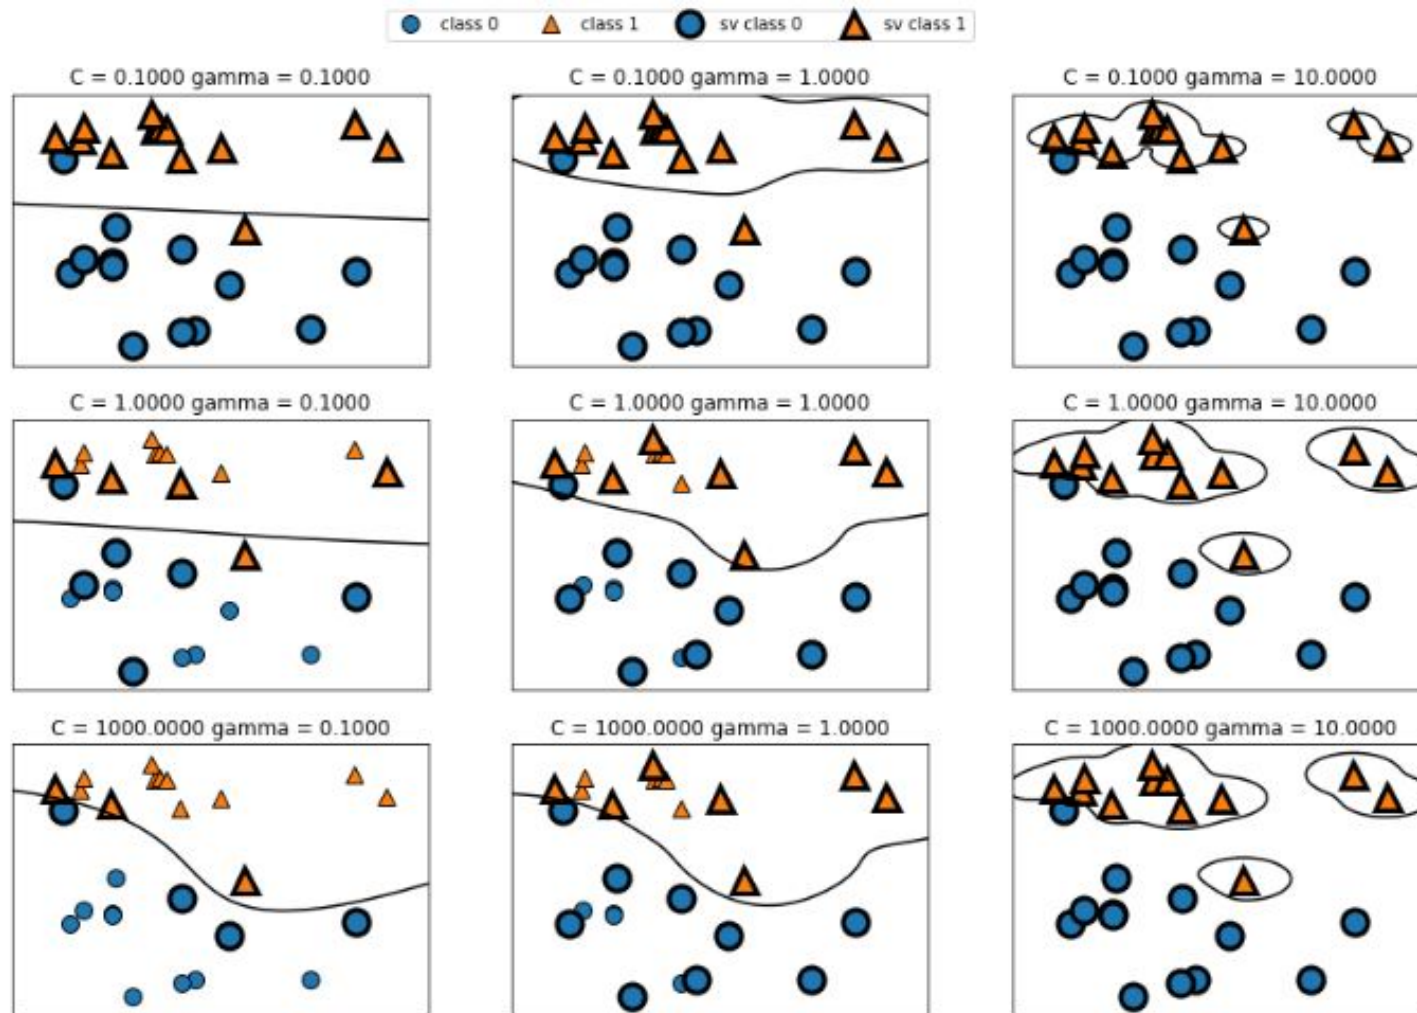 class 0 class 1 sv class 0 sv class 1
C = 0.1000 gamma = 0.1000
C = 0.1000 gamma = 1.0000
C = 0.1000 gamma = 10.0000
C = 1.0000 gamma = 0.1000
C = 1.0000 gamma = 1.0000
C = 1.0000 gamma = 10.0000
C = 1000.0000 gamma = 0.1000
C = 1000.0000 gamma = 1.0000
C = 1000.0000 gamma = 10.0000